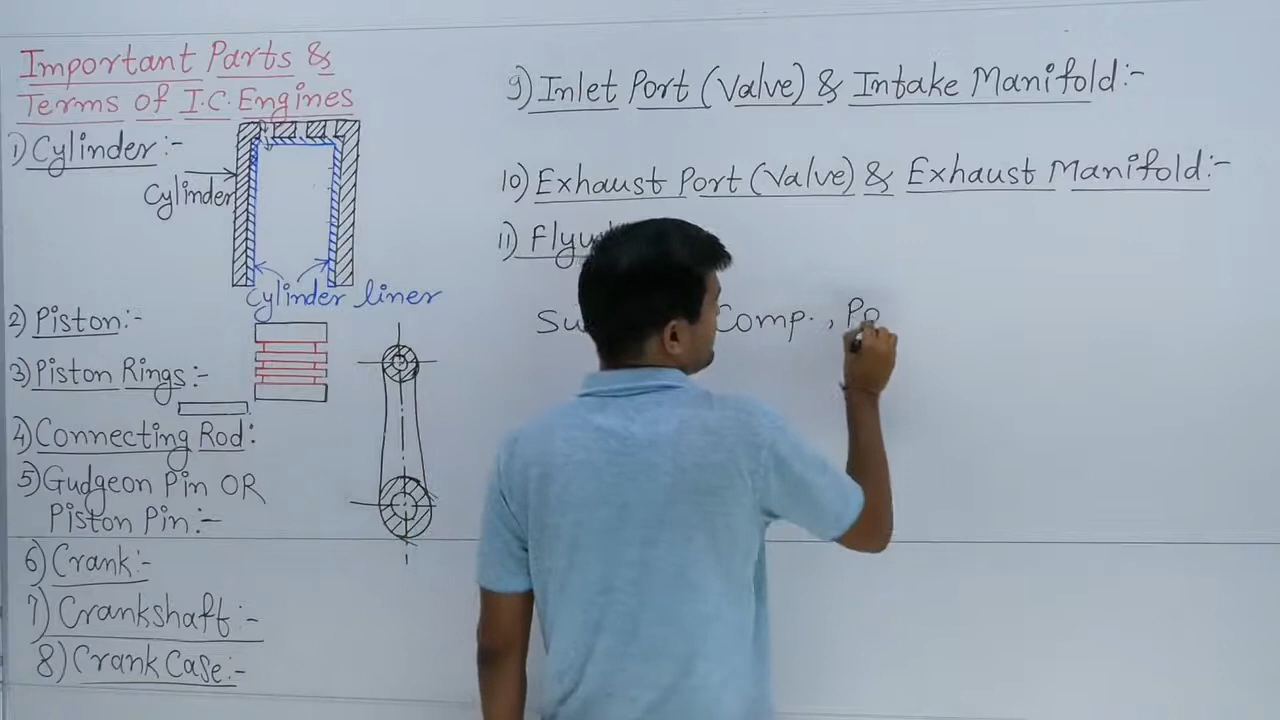 Important Parts &
Terms of I.C. Engines
1) Cylinder:-
Cylinder
Cylinder liner
2) Piston:-
3) Piston Rings:-
4) Connecting Rod:
5) Gudgeon Pin OR
Piston Pin:-
6) Crank:-
7) Crankshaft:-
8) Crank Case:-
9) Inlet Port (Valve) & Intake Manifold:-
10) Exhaust Port (Valve) & Exhaust Manifold:-
11)
Comp., Po